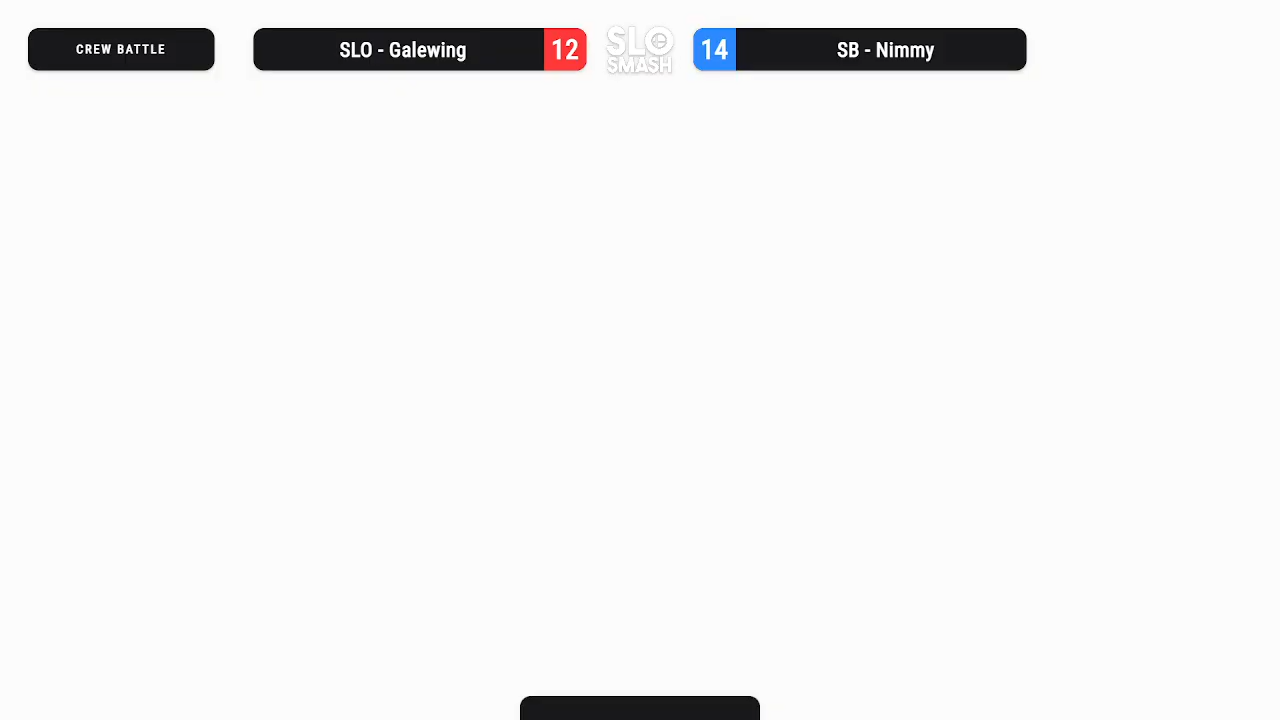 CREW BATTLE
SLO - Galewing
12
SLO
SMASH
14
SB - Nimmy